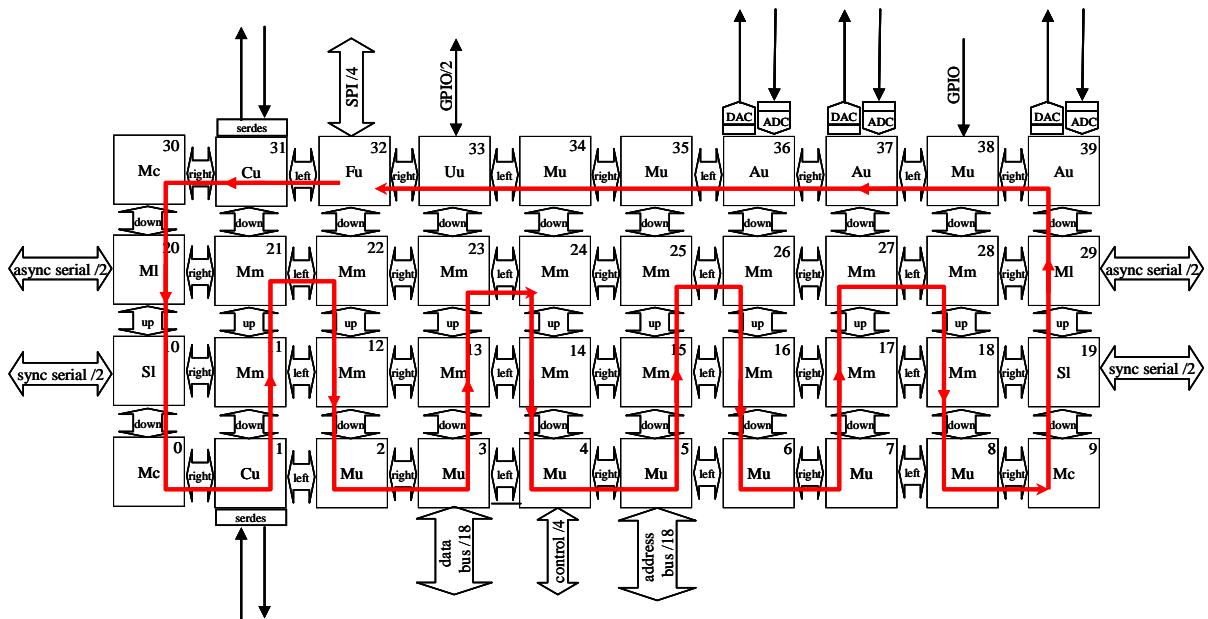 SPI /4
GPIO/2
GPIO
DAC ADC DAC ADC DAC ADC
serdes
30 31 32 33 34 35 36 37 38 39
Mc right Cu left Fu right Uu left Mu right Mu left Au right Au left Mu right Au
down down down down down down down down down down
20 21 22 23 24 25 26 27 28 29
async serial /2 Ml right Mm left Mm right Mm left Mm right Mm left Mm right Mm left Mm right Ml async serial /2
up up up up up up up up up up
10 1 12 13 14 15 16 17 18 19
sync serial /2 Sl right Mm left Mm right Mm left Mm right Mm left Mm right Mm left Mm right Sl sync serial /2
down down down down down down down down down down
0 1 2 3 4 5 6 7 8 9
Mc right Cu left Mu right Mu left Mu right Mu left Mu right Mu left Mu right Mc
serdes
data
bus /18
control /4
address
bus /18